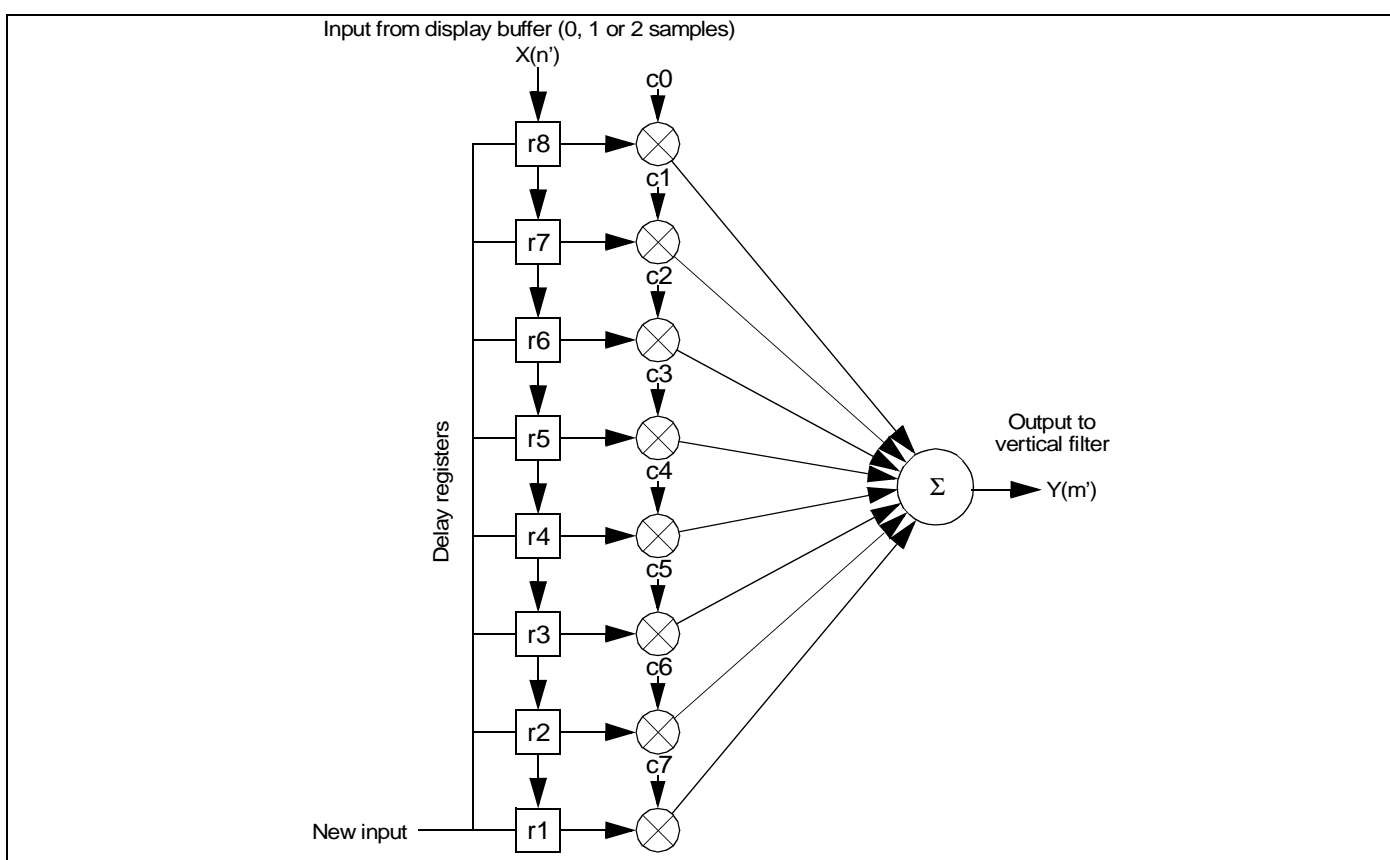 Input from display buffer (0, 1 or 2 samples)
X(n’)
c0
r8
c1
r7
c2
r6
c3
r5
Delay registers
Output to
vertical filter
Σ
Y(m’)
c4
r4
c5
r3
c6
r2
c7
New input
r1